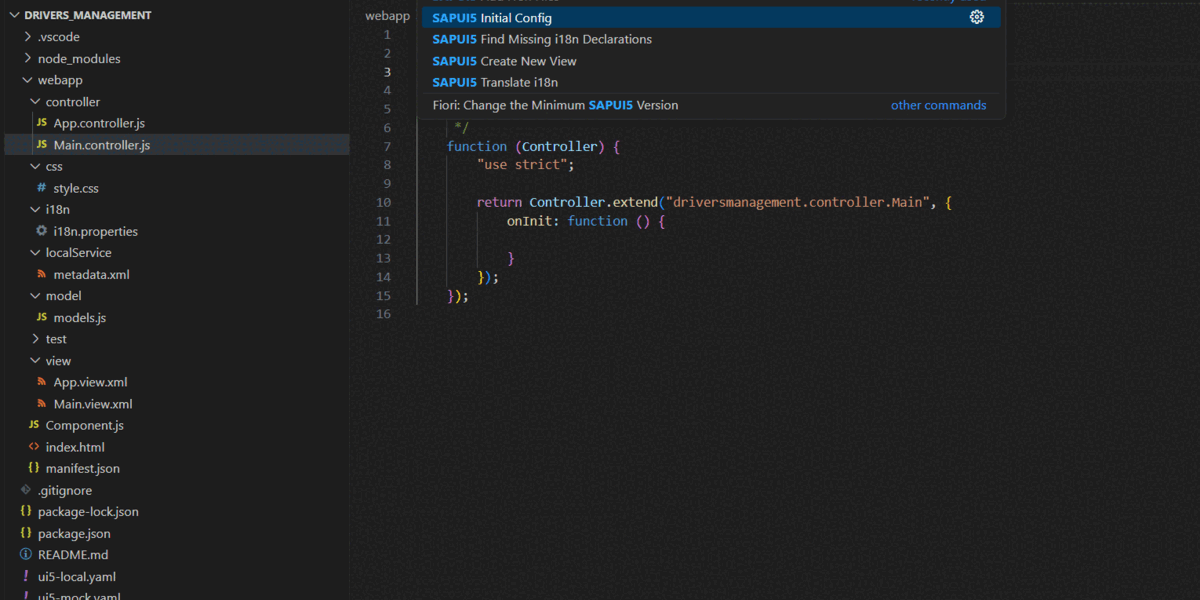 DRIVERS_MANAGEMENT
.vscode
node_modules
webapp
controller
App.controller.js
Main.controller.js
css
style.css
i18n
i18n.properties
localService
metadata.xml
model
models.js
test
view
App.view.xml
Main.view.xml
Component.js
index.html
manifest.json
.gitignore
package-lock.json
package.json
README.md
ui5-local.yaml
ui5-mock.yaml
webapp
SAPUI5 Initial Config
SAPUI5 Find Missing i18n Declarations
SAPUI5 Create New View
SAPUI5 Translate i18n
Fiori: Change the Minimum SAPUI5 Version other commands
1
2
3
4
5
6 */
7 function (Controller) {
8 "use strict";
9
10 return Controller.extend("driversmanagement.controller.Main", {
11 onInit: function () {
12
13 }
14 });
15 });
16